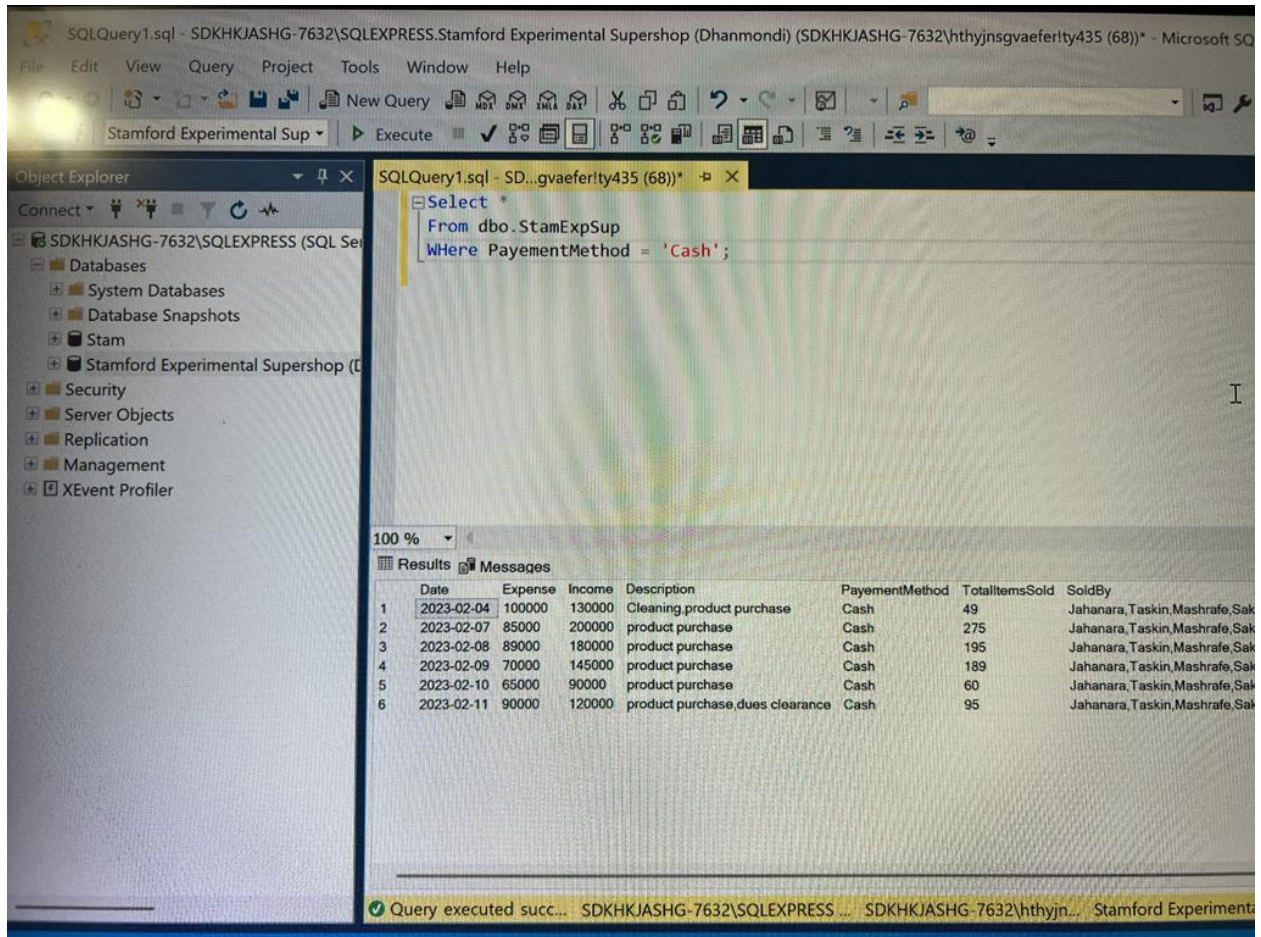 SQLQuery1.sql - SDKHKJASHG-7632\SQLEXPRESS.Stamford Experimental Supershop (Dhanmondi) (SDKHKJASHG-7632\hthyjnsgvaefer!ty435 (68))* - Microsoft SQ
File Edit View Query Project Tools Window Help
New Query MDX DMX XMLA DAX
Stamford Experimental Sup Execute
Object Explorer
SQLQuery1.sql - SD...gvaefer!ty435 (68))*
Connect
Select *
From dbo.StamExpSup
WHere PayementMethod = 'Cash';
SDKHKJASHG-7632\SQLEXPRESS (SQL Se
Databases
System Databases
Database Snapshots
Stam
Stamford Experimental Supershop (D
Security
Server Objects
Replication
Management
XEvent Profiler
100 %
Results Messages
Date Expense Income Description PayementMethod TotalItemsSold SoldBy
1 2023-02-04 100000 130000 Cleaning,product purchase Cash 49 Jahanara,Taskin,Mashrafe,Sak
2 2023-02-07 85000 200000 product purchase Cash 275 Jahanara,Taskin,Mashrafe,Sak
3 2023-02-08 89000 180000 product purchase Cash 195 Jahanara,Taskin,Mashrafe,Sak
4 2023-02-09 70000 145000 product purchase Cash 189 Jahanara,Taskin,Mashrafe,Sak
5 2023-02-10 65000 90000 product purchase Cash 60 Jahanara,Taskin,Mashrafe,Sak
6 2023-02-11 90000 120000 product purchase,dues clearance Cash 95 Jahanara,Taskin,Mashrafe,Sak
Query executed succ... SDKHKJASHG-7632\SQLEXPRESS ... SDKHKJASHG-7632\hthyjn... Stamford Experimenta